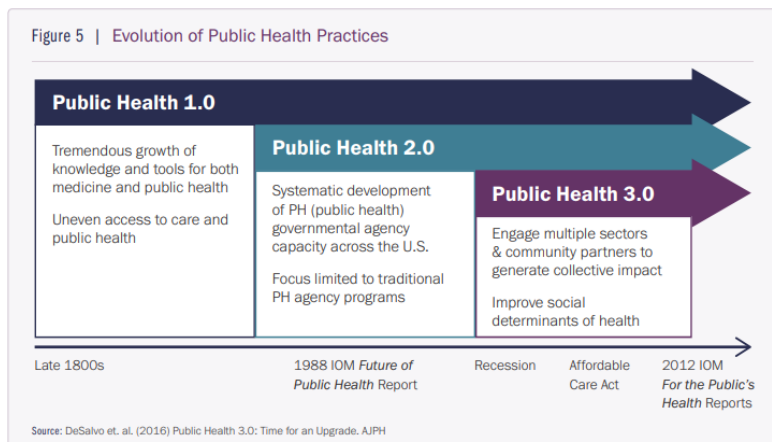 Figure 5 | Evolution of Public Health Practices
Public Health 1.0
Tremendous growth of
knowledge and tools for both
medicine and public health
Uneven access to care and
public health
Public Health 2.0
Systematic development
of PH (public health)
governmental agency
capacity across the U.S.
Focus limited to traditional
PH agency programs
Public Health 3.0
Engage multiple sectors
& community partners to
generate collective impact
Improve social
determinants of health
Late 1800s
1988 IOM Future of
Public Health Report
Recession
Affordable
Care Act
2012 IOM
For the Public's
Health Reports
Source: DeSalvo et. al. (2016) Public Health 3.0: Time for an Upgrade. AJPH